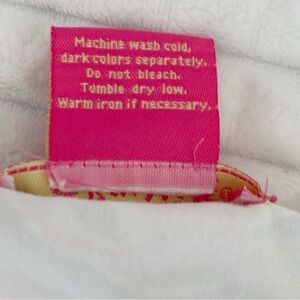 Machine wash cold,
dark colors separately.
Do not bleach.
Tumble dry low.
Warm iron if necessary.